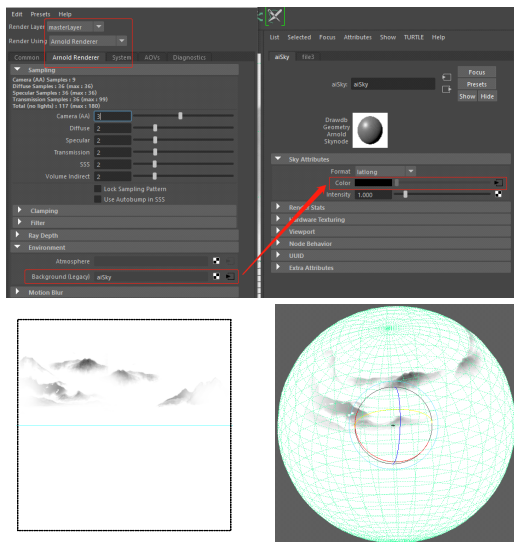 Edit Presets Help
Render Layer masterLayer
Render Using Arnold Renderer
Common Arnold Renderer System AOVs Diagnostics
Sampling
Camera (AA) Samples : 9
Diffuse Samples : 36 (max : 36)
Specular Samples : 36 (max : 36)
Transmission Samples : 36 (max : 99)
Total (no lights) : 117 (max : 180)
Camera (AA) 3
Diffuse 2
Specular 2
Transmission 2
SSS 2
Volume Indirect 2
Lock Sampling Pattern
Use Autobump in SSS
Clamping
Filter
Ray Depth
Environment
Atmosphere
Background (Legacy) aiSky
Motion Blur
List Selected Focus Attributes Show TURTLE Help
aiSky file3
aiSky: aiSky
Focus
Presets
Show Hide
Drawdb
Geometry
Arnold
Skynode
Sky Attributes
Format latlong
Color
Intensity 1.000
Render Stats
Hardware Texturing
Viewport
Node Behavior
UUID
Extra Attributes